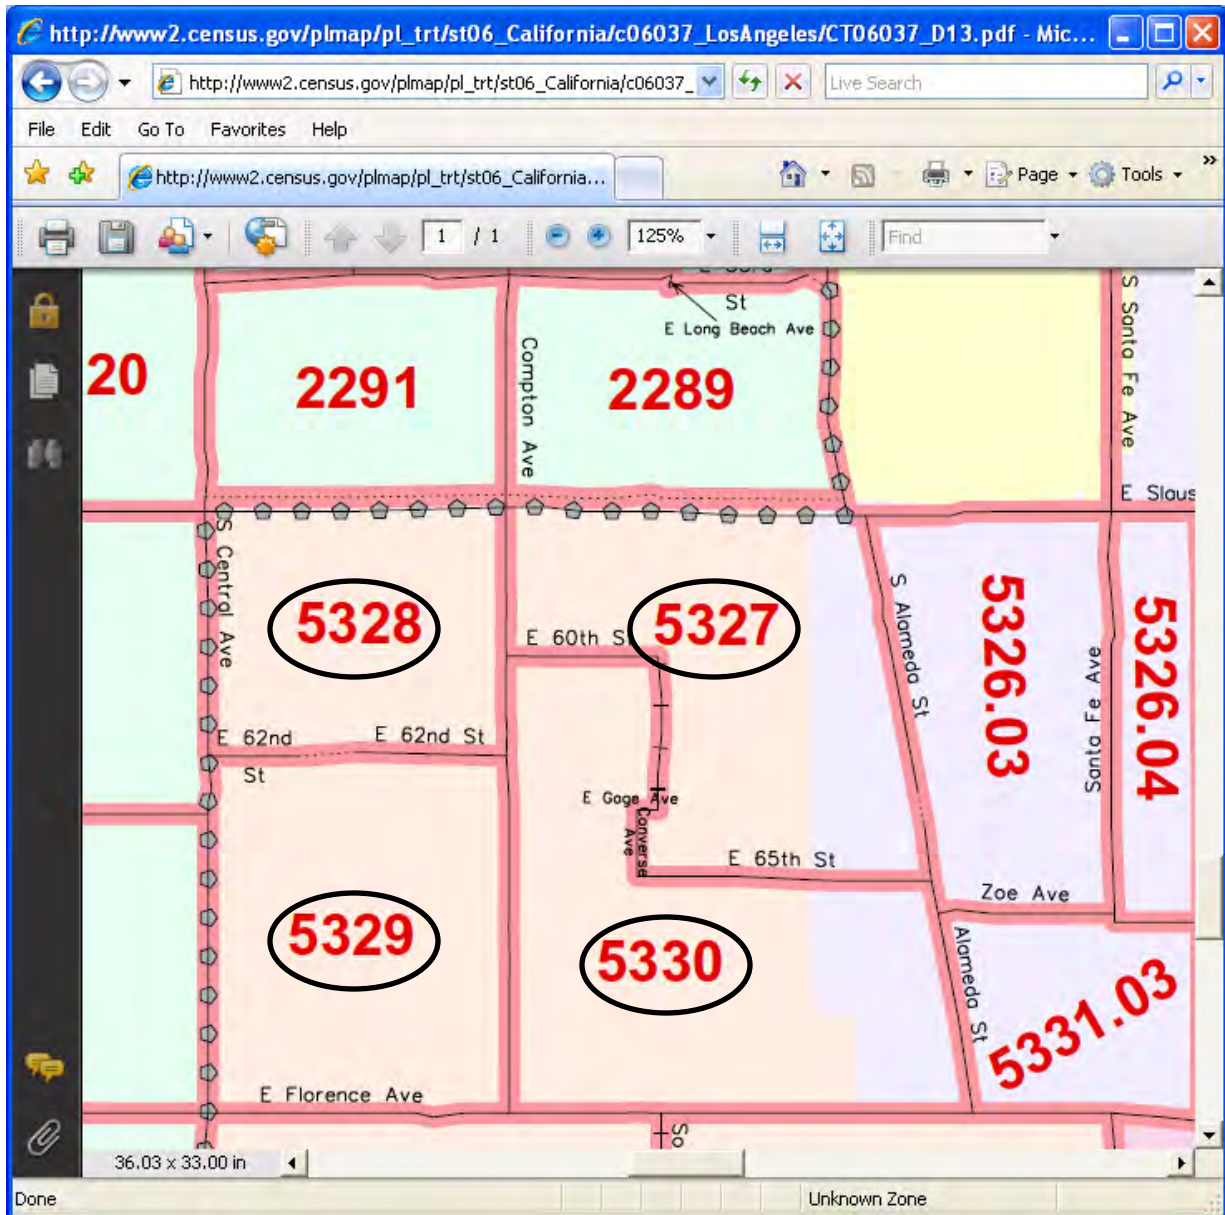 http://www2.census.gov/plmap/pl_trt/st06_California/c06037_LosAngeles/CT06037_D13.pdf - Mic...
http://www2.census.gov/plmap/pl_trt/st06_California/c06037_
Live Search
File Edit Go To Favorites Help
http://www2.census.gov/plmap/pl_trt/st06_California...
Page Tools »
1 / 1 125% Find
St
E Long Beach Ave
S Santa Fe Ave
20
2291
Compton Ave
2289
E Slaus
S Central Ave
5328
E 60th St
5327
S Alameda St
5326.03
Santa Fe Ave
5326.04
E 62nd
St
E 62nd St
E Gage Ave
Converse Ave
E 65th St
Zoe Ave
5329
5330
Alameda St
5331.03
E Florence Ave
So
36.03 x 33.00 in
Done
Unknown Zone